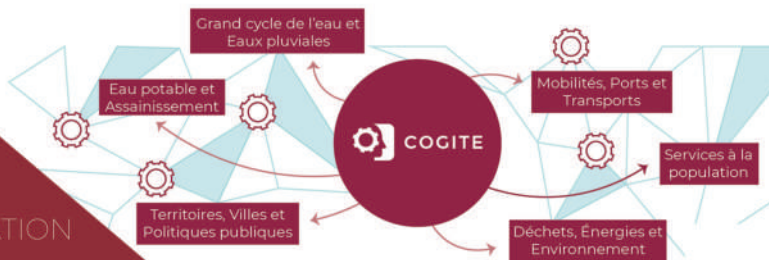 Grand cycle de l'eau et
Eaux pluviales
Eau potable et
Assainissement
Territoires, Villes et
Politiques publiques
COGITE
Mobilités, Ports et
Transports
Services à la
population
Déchets, Énergies et
Environnement